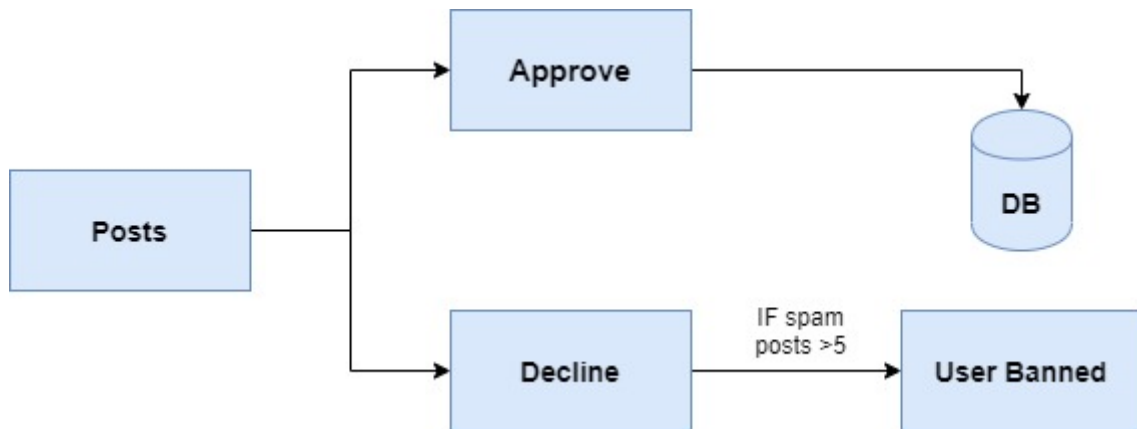 Approve
DB
Posts
IF spam
posts >5
Decline
User Banned